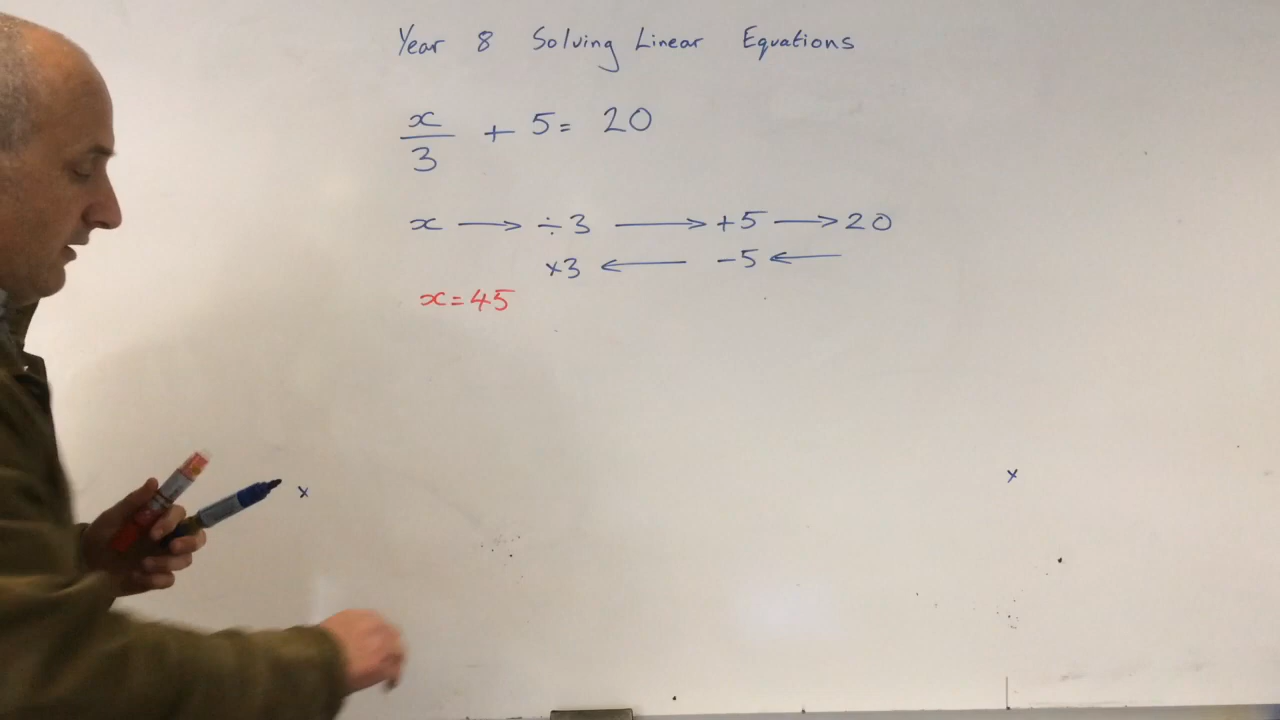 Year 8 Solving Linear Equations
x/3 + 5 = 20
x → ÷3 → +5 → 20
×3 ← -5 ←
x = 45
x
x